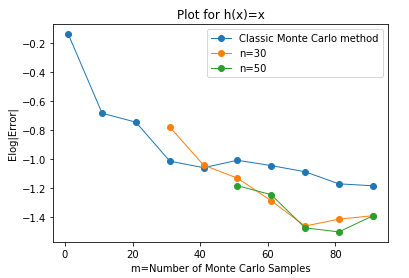 Plot for h(x)=x
Classic Monte Carlo method
n=30
n=50
Elog|Error|
−0.2
−0.4
−0.6
−0.8
−1.0
−1.2
−1.4
0 20 40 60 80
m=Number of Monte Carlo Samples